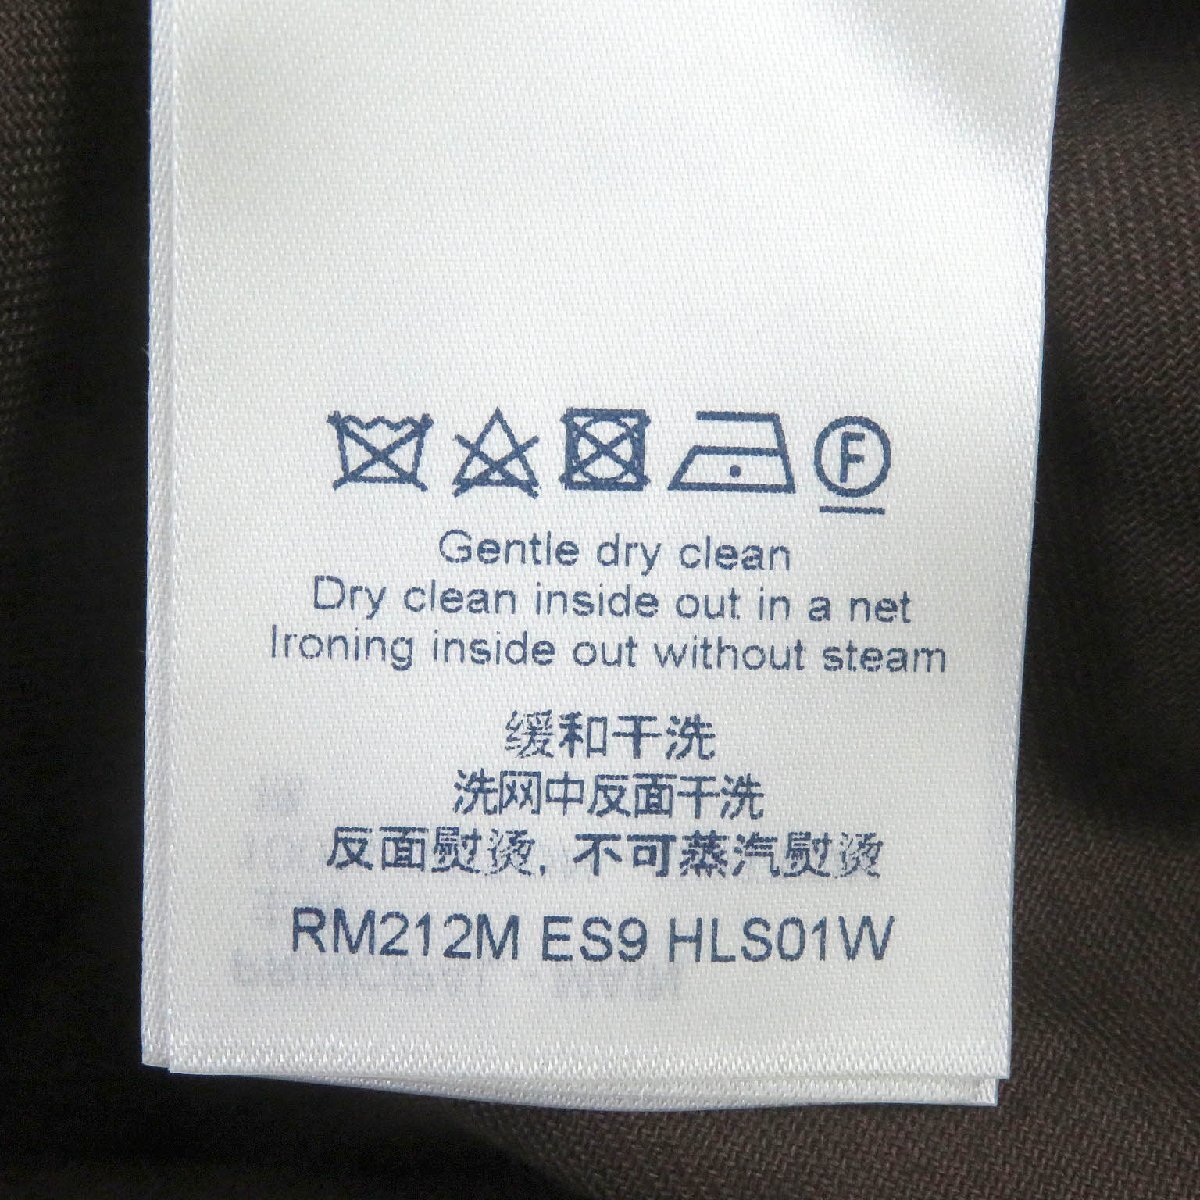 F
Gentle dry clean
Dry clean inside out in a net
Ironing inside out without steam
缓和干洗
洗网中反面干洗
反面熨烫, 不可蒸汽熨烫
RM212M ES9 HLS01W